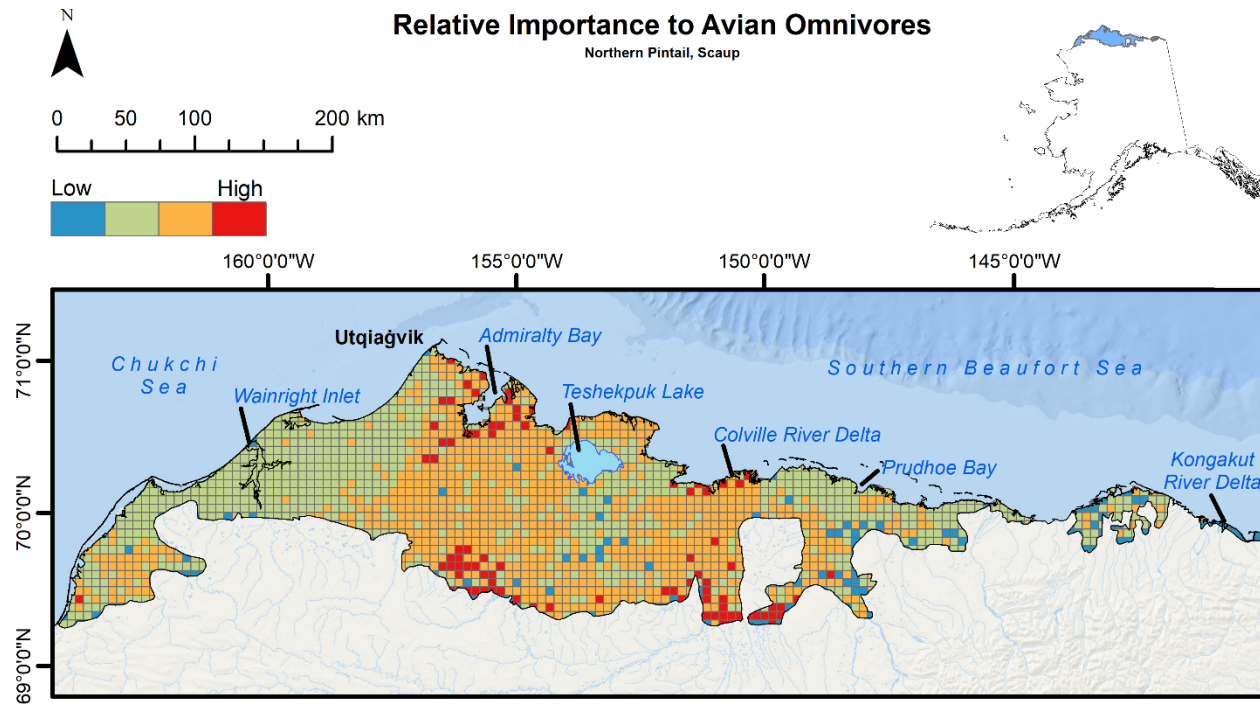 Relative Importance to Avian Omnivores
Northern Pintail, Scaup
N
0 50 100 200 km
Low High
160°0'0"W 155°0'0"W 150°0'0"W 145°0'0"W
71°0'0"N
70°0'0"N
69°0'0"N
Utqiaġvik
Admiralty Bay
Chukchi
Sea
Southern Beaufort Sea
Wainright Inlet
Teshekpuk Lake
Colville River Delta
Prudhoe Bay
Kongakut
River Delta